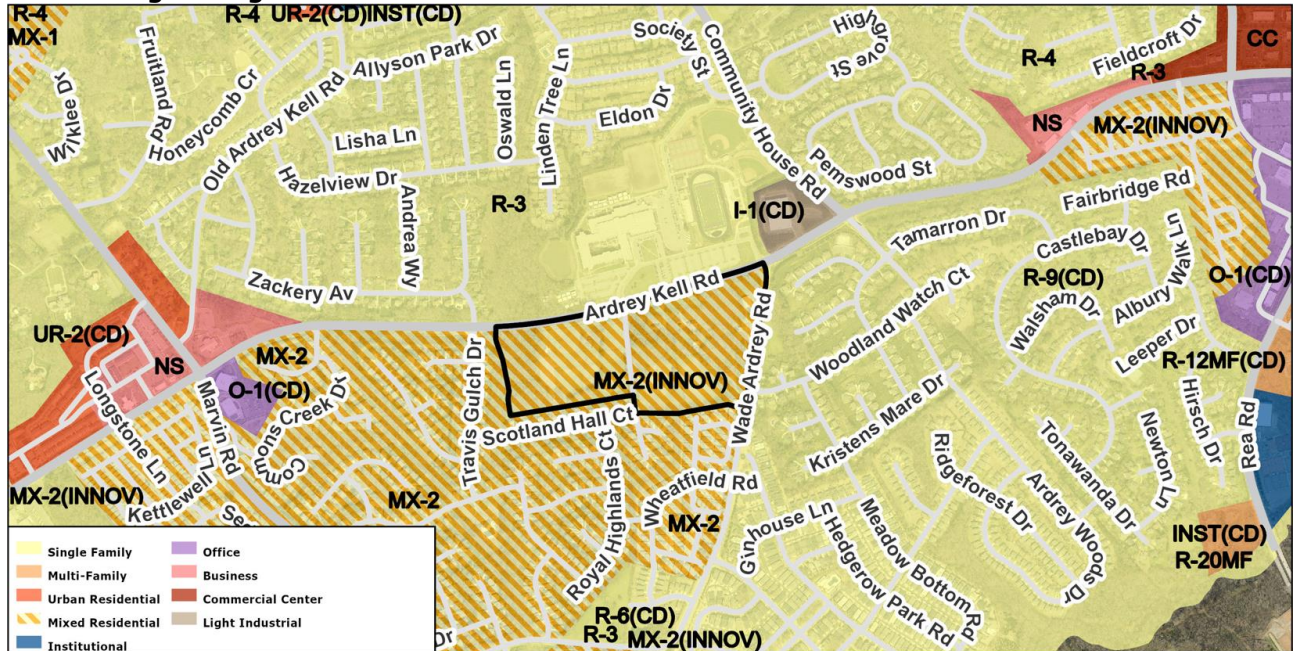 R-4
MX-1
R-4
UR-2(CD)
INST(CD)
Wilklee Dr
Fruitland Rd
Honeycomb Cr
Old Ardrey Kell Rd
Allyson Park Dr
Lisha Ln
Hazelview Dr
Andrea Wy
Oswald Ln
Linden Tree Ln
Society St
Eldon Dr
Community House Rd
Highgrove St
Pemswood St
R-4
Fieldcroft Dr
R-3
CC
NS
MX-2(INNOV)
R-3
I-1(CD)
Fairbridge Rd
Tamarron Dr
Castlebay Dr
Albury Walk Ln
R-9(CD)
Walsham Dr
O-1(CD)
Zackery Av
Ardrey Kell Rd
Wade Ardrey Rd
Woodland Watch Ct
Leeper Dr
R-12MF(CD)
UR-2(CD)
NS
MX-2
O-1(CD)
MX-2(INNOV)
Longstone Ln
Marvin Rd
Commons Creek Dr
Travis Gulch Dr
Scotland Hall Ct
Kristens Mare Dr
Hirsch Dr
Rea Rd
Newton Ln
Tonawanda Dr
Ridgeforest Dr
Ardrey Woods Dr
MX-2(INNOV)
Kettlewell Ln
MX-2
Royal Highlands Ct
Wheatfield Rd
MX-2
Ginhouse Ln
Hedgerow Park Rd
Meadow Bottom Rd
INST(CD)
R-20MF
R-6(CD)
R-3
MX-2(INNOV)
Dr
Single Family
Multi-Family
Urban Residential
Mixed Residential
Institutional
Office
Business
Commercial Center
Light Industrial